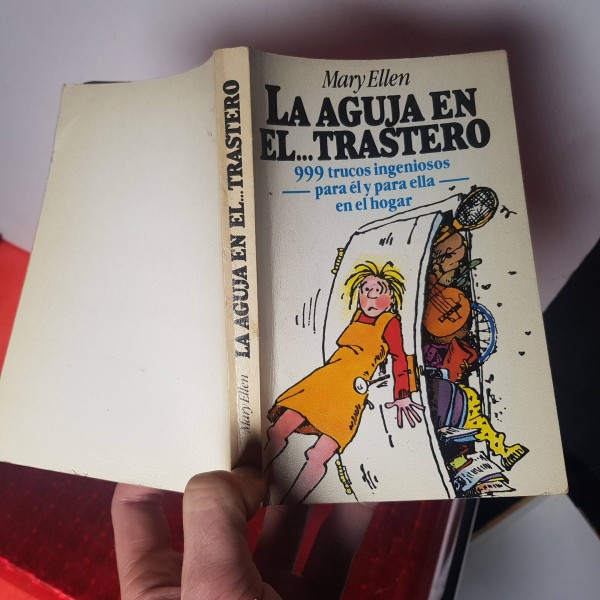 Mary Ellen
LA AGUJA EN
EL... TRASTERO
999 trucos ingeniosos
para él y para ella
en el hogar
Mary Ellen LA AGUJA EN EL... TRASTERO